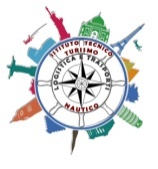 ISTITUTO TECNICO
TURISMO
LOGISTICA E TRASPORTI
NAUTICO